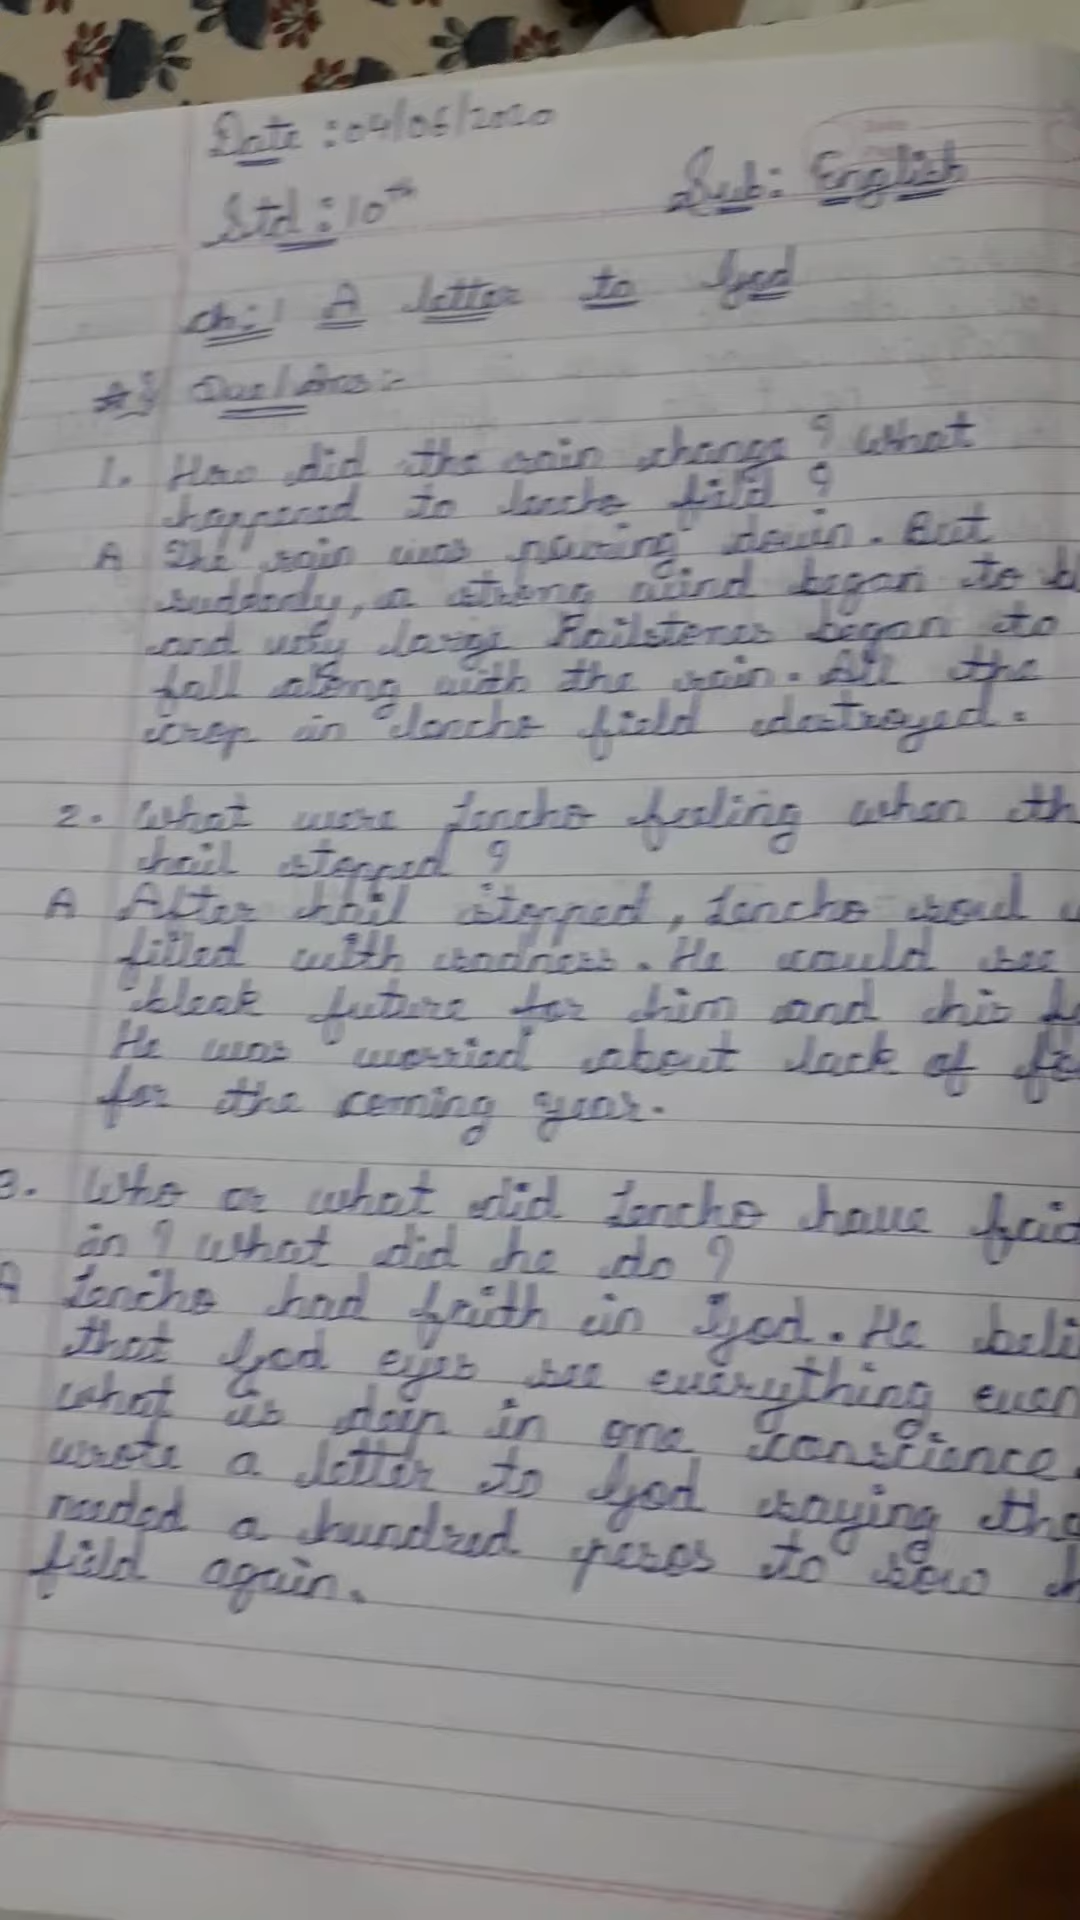 Date : 04/06/2020
Std : 10th
Sub : English
Ch : 1 A letter to God
Que / Ans :-
1. How did the rain change ? What
happened to lencho field ?
A The rain was pouring down. But
suddenly, a strong wind began to
and very large Hailstones began to
fall along with the rain. All the
crop in lencho field destroyed.
2. What were lencho feeling when
hail stopped ?
A After hail stopped, lencho soul
filled with sadness. He could see
bleak future for him and his
He was worried about lack of
for the coming year.
3. Who or what did lencho have
in ? What did he do ?
A lencho had faith in God. He
that God eyes see everything even
what is deep in one conscience.
wrote a letter to God saying
needed a hundred pesos to sow
field again.